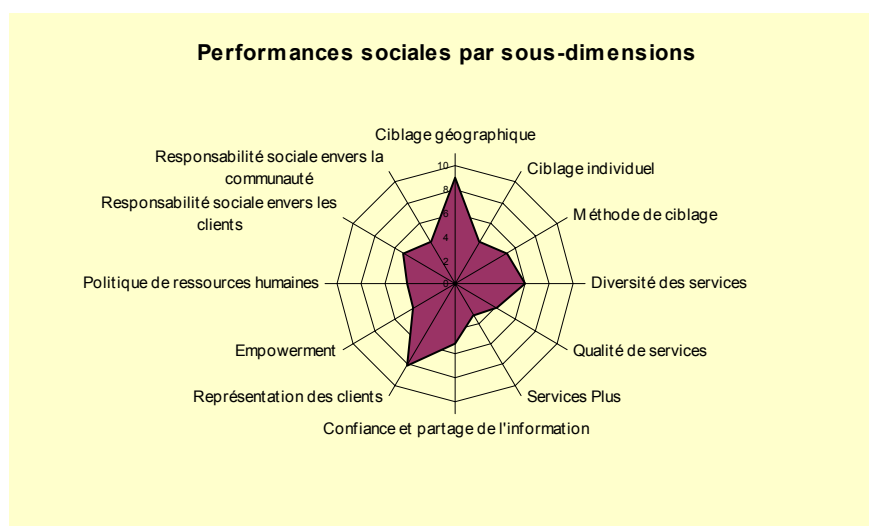 Performances sociales par sous-dimensions
Ciblage géographique
Ciblage individuel
Méthode de ciblage
Diversité des services
Qualité de services
Services Plus
Confiance et partage de l'information
Représentation des clients
Empowerment
Politique de ressources humaines
Responsabilité sociale envers les
clients
Responsabilité sociale envers la
communauté
10
8
6
4
2
0